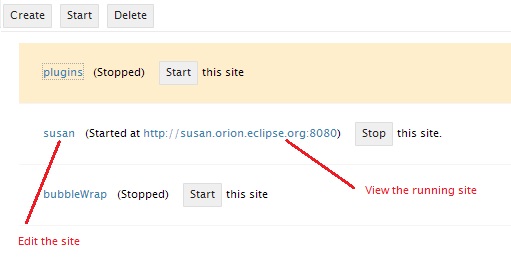 Create Start Delete
plugins (Stopped) Start this site
susan (Started at http://susan.orion.eclipse.org:8080) Stop this site.
View the running site
bubbleWrap (Stopped) Start this site
Edit the site